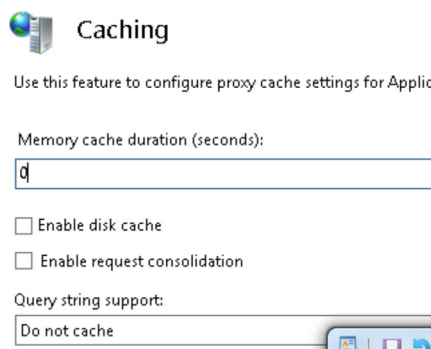 Caching
Use this feature to configure proxy cache settings for Applic
Memory cache duration (seconds):
0
Enable disk cache
Enable request consolidation
Query string support:
Do not cache